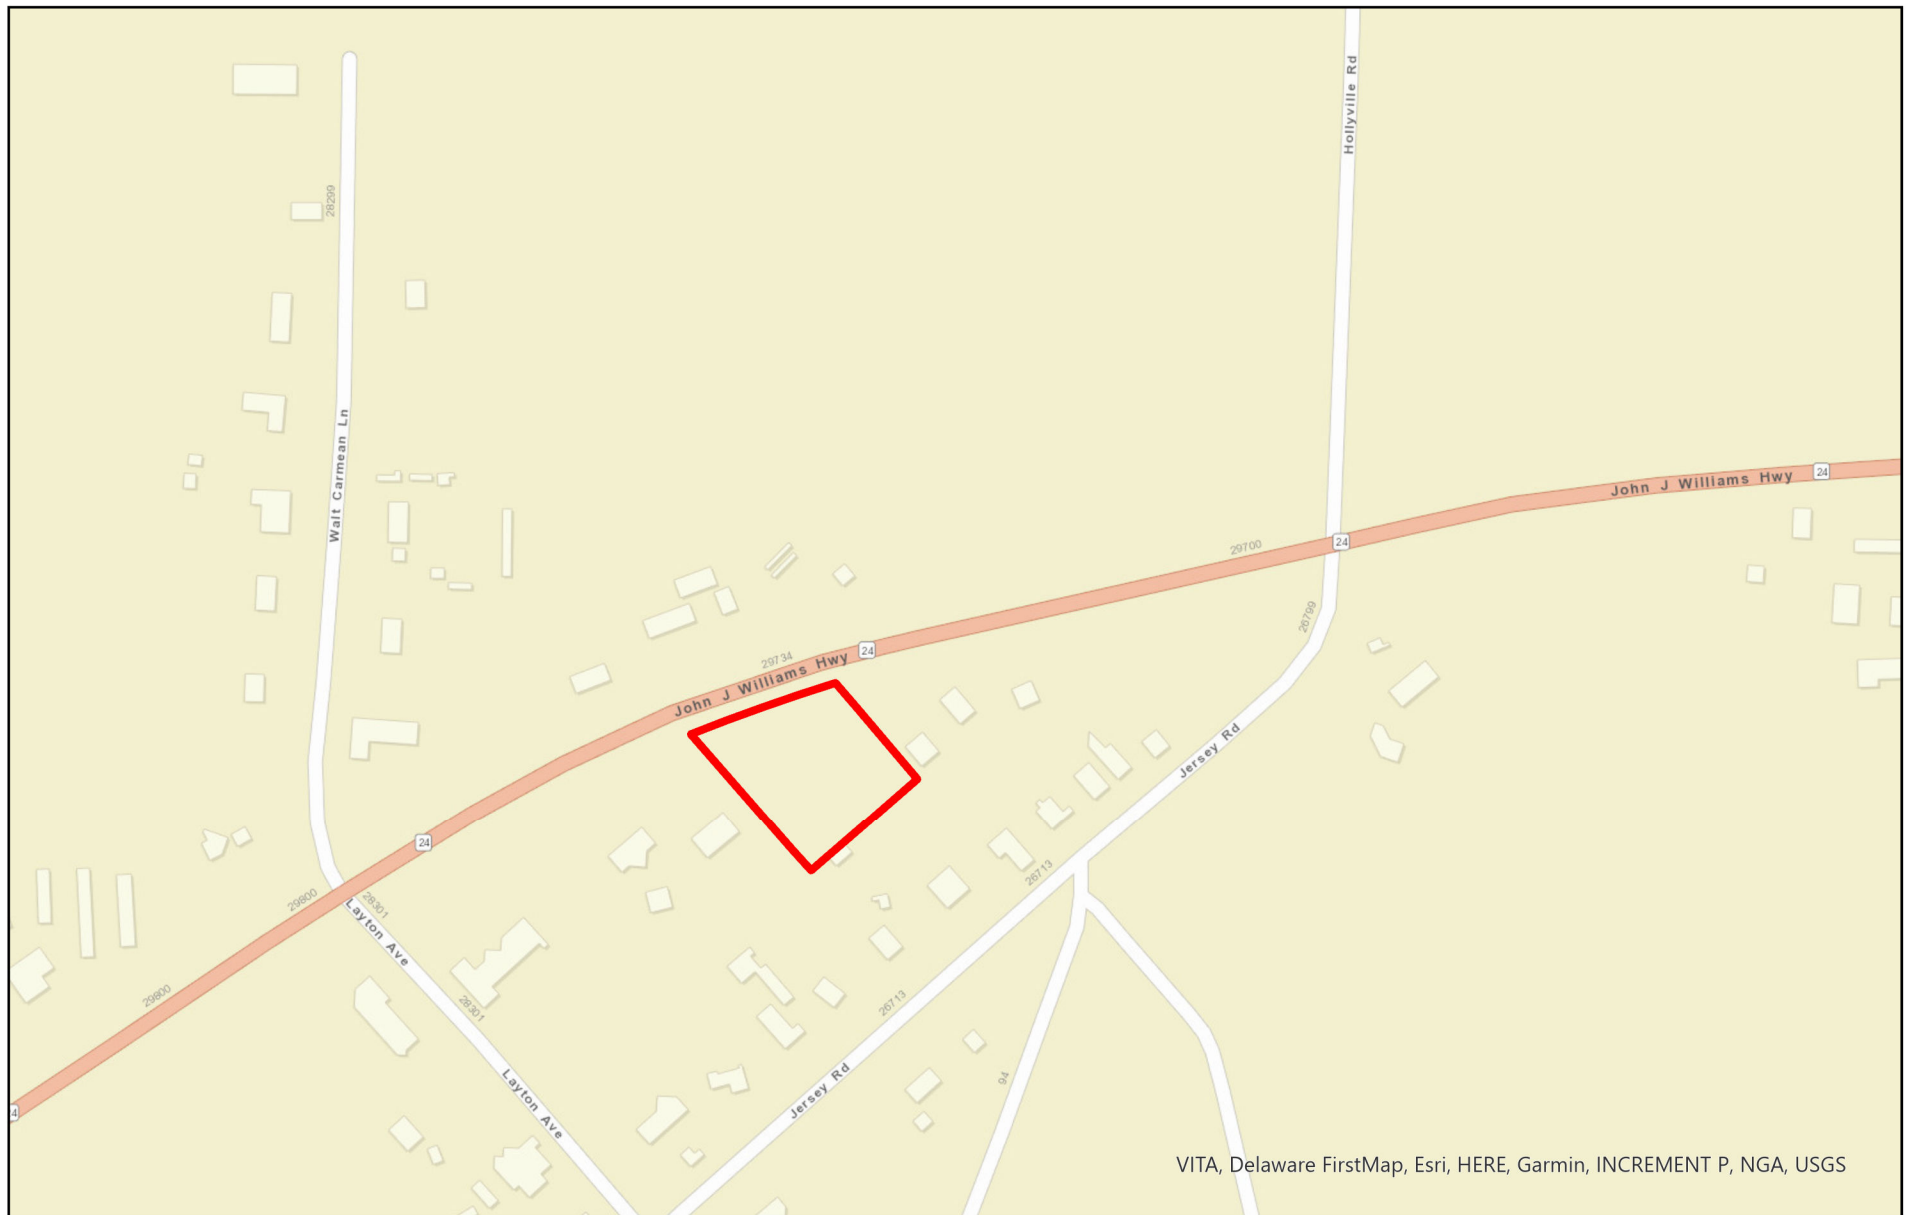 Hollyville Rd
28299
Walt Carmean Ln
John J Williams Hwy
24
29700
24
26799
29734
John J Williams Hwy
24
Jersey Rd
24
26713
29800
28301
Layton Ave
29800
28301
26713
94
Layton Ave
Jersey Rd
VITA, Delaware FirstMap, Esri, HERE, Garmin, INCREMENT P, NGA, USGS